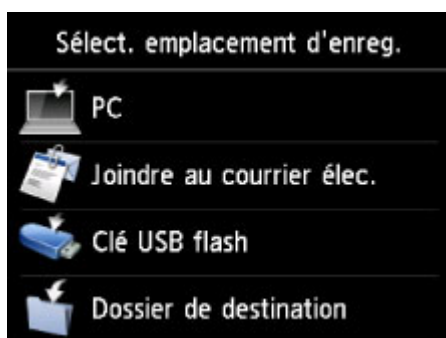 Sélect. emplacement d'enreg.
PC
Joindre au courrier élec.
Clé USB flash
Dossier de destination